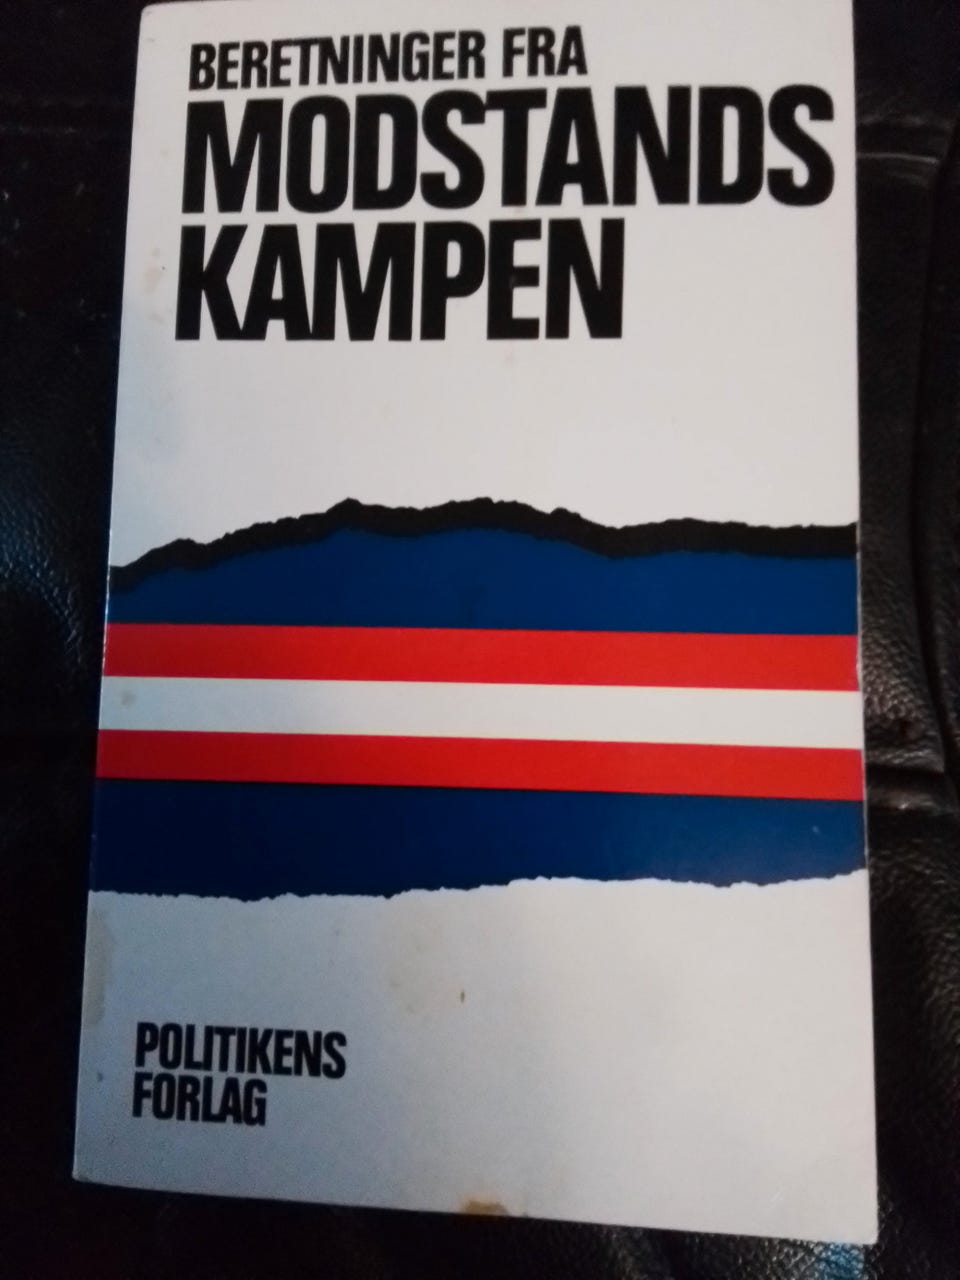 BERETNINGER FRA
MODSTANDS
KAMPEN
POLITIKENS
FORLAG